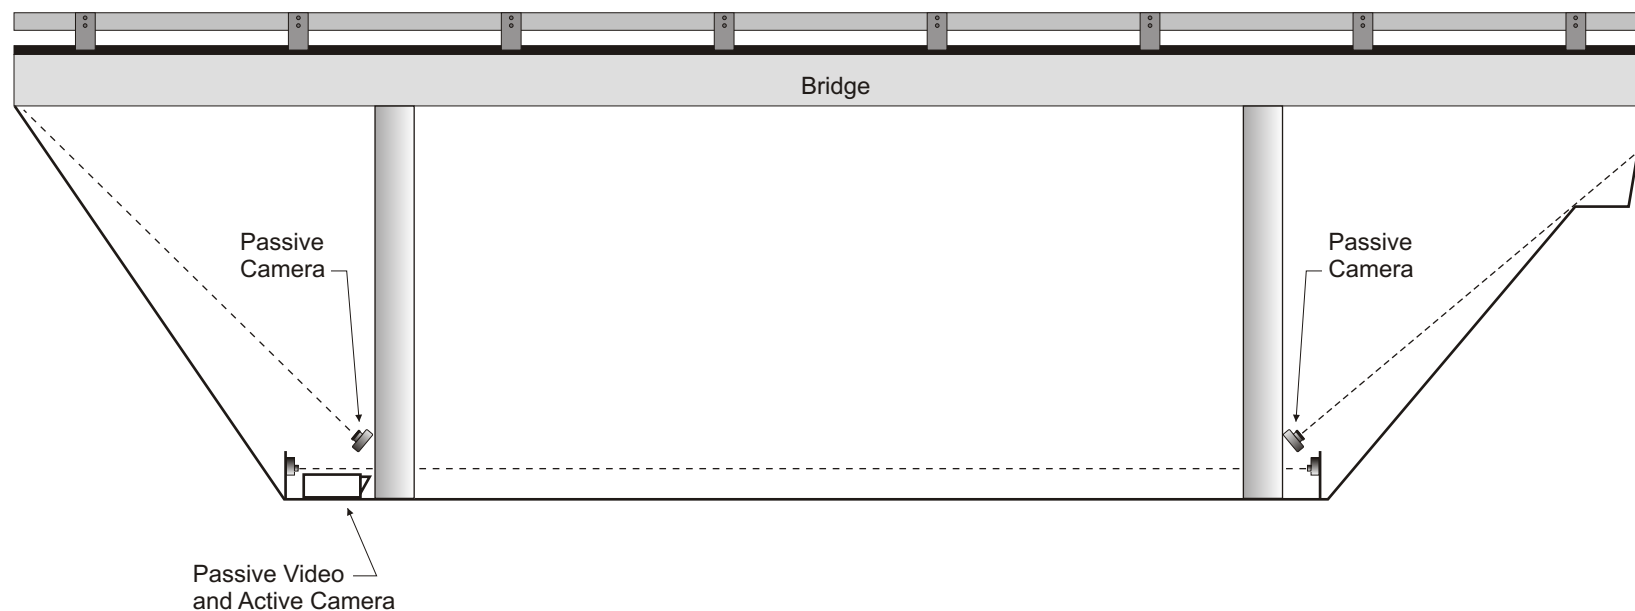 Bridge
Passive
Camera
Passive
Camera
Passive Video
and Active Camera